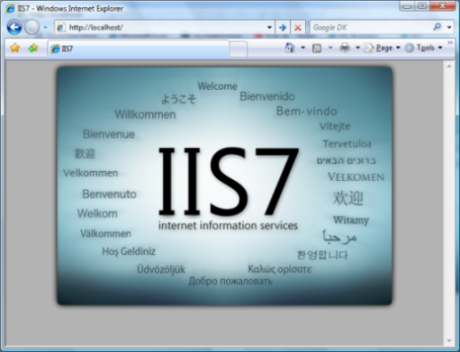 IIS7 - Windows Internet Explorer
http://localhost/
Google DK
IIS7
Page
Tools
Welcome
ようこそ
Bienvenido
Willkommen
Bem-vindo
Vítejte
Bienvenue
Tervetuloa
歡迎
ברוכים הבאים
Velkommen
VELKOMEN
Benvenuto
欢迎
IIS7
internet information services
Welkom
Witamy
Välkommen
مرحباً
Hoş Geldiniz
환영합니다
Üdvözöljük
Καλώς ορίσατε
Добро пожаловать